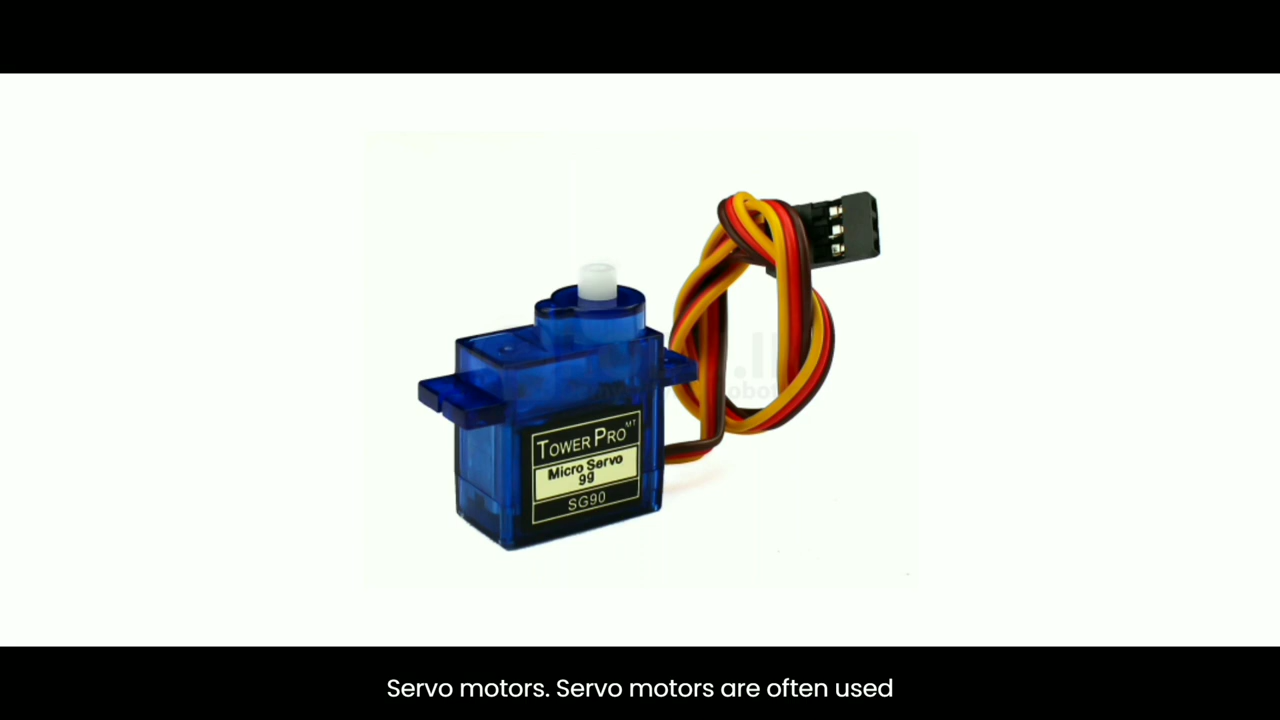 TOWER PRO MT
Micro Servo
9g
SG90
Servo motors. Servo motors are often used